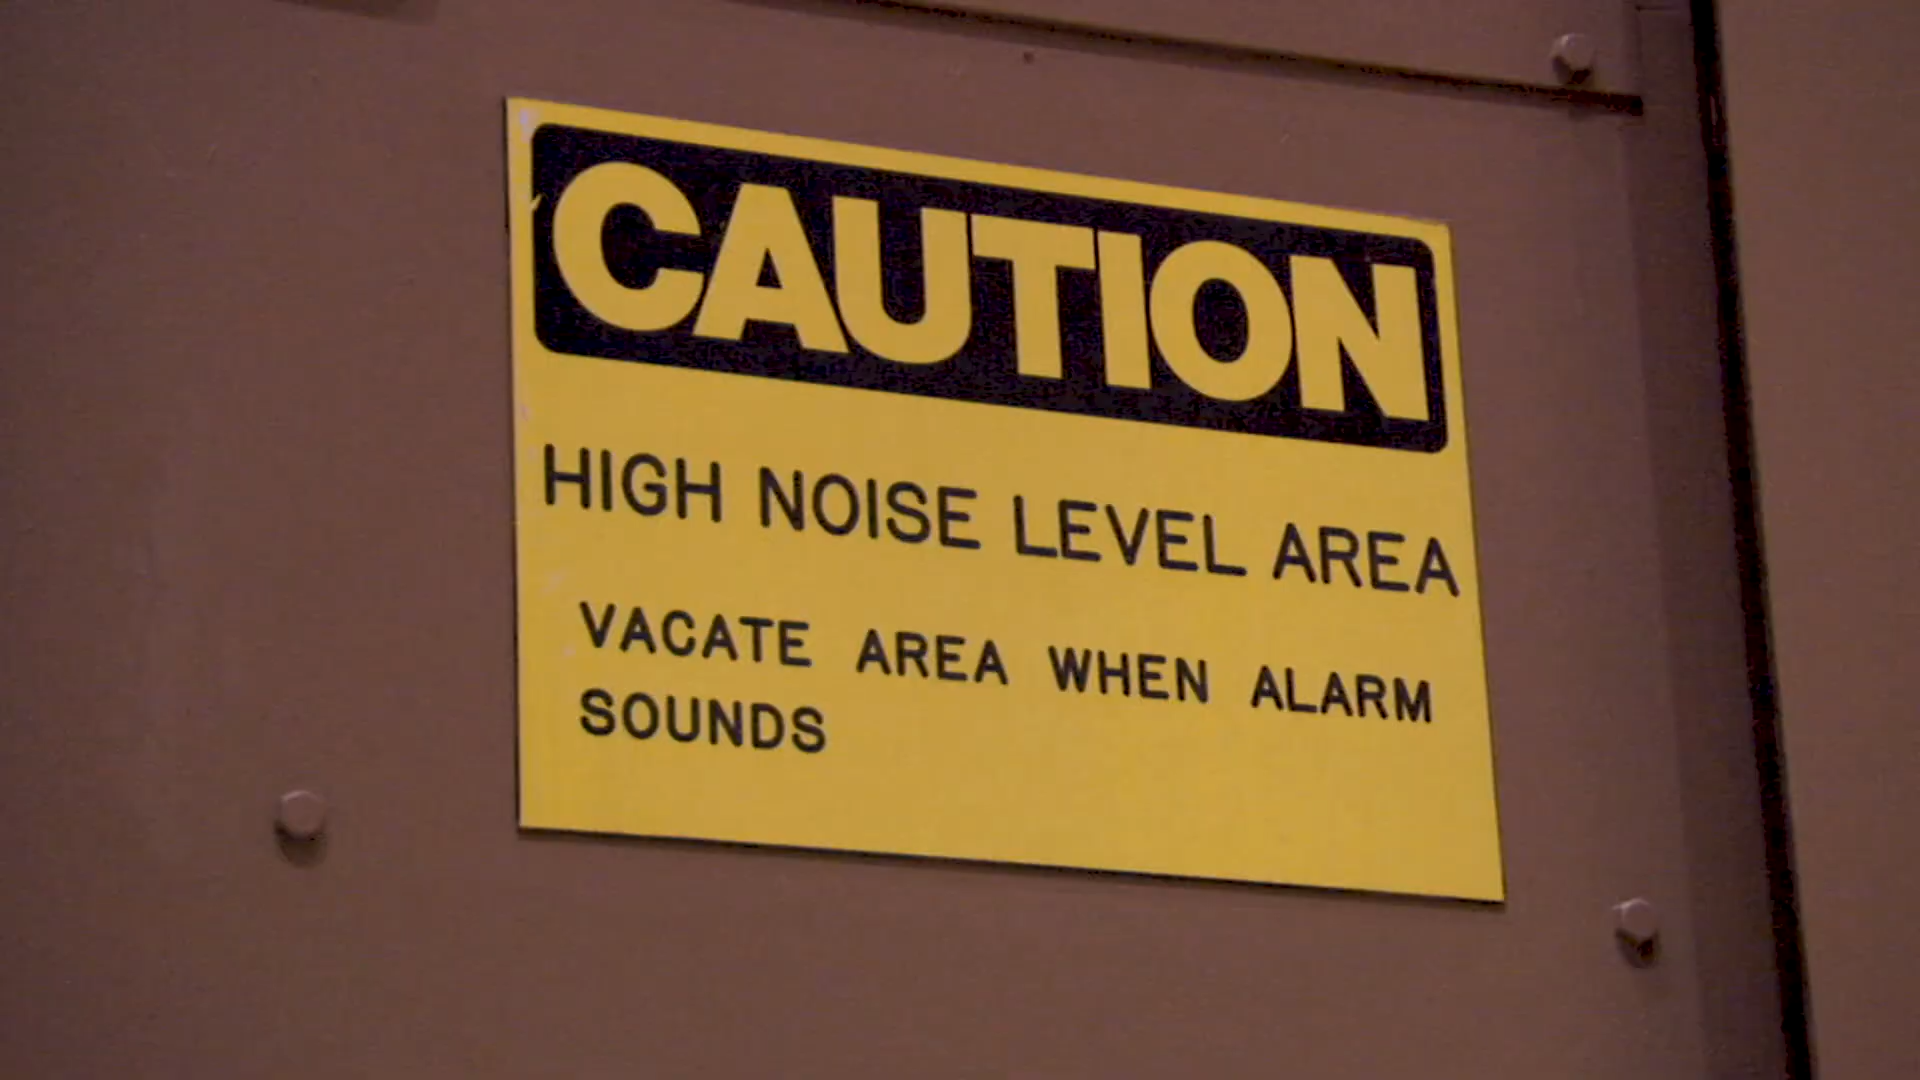 CAUTION
HIGH NOISE LEVEL AREA
VACATE AREA WHEN ALARM
SOUNDS